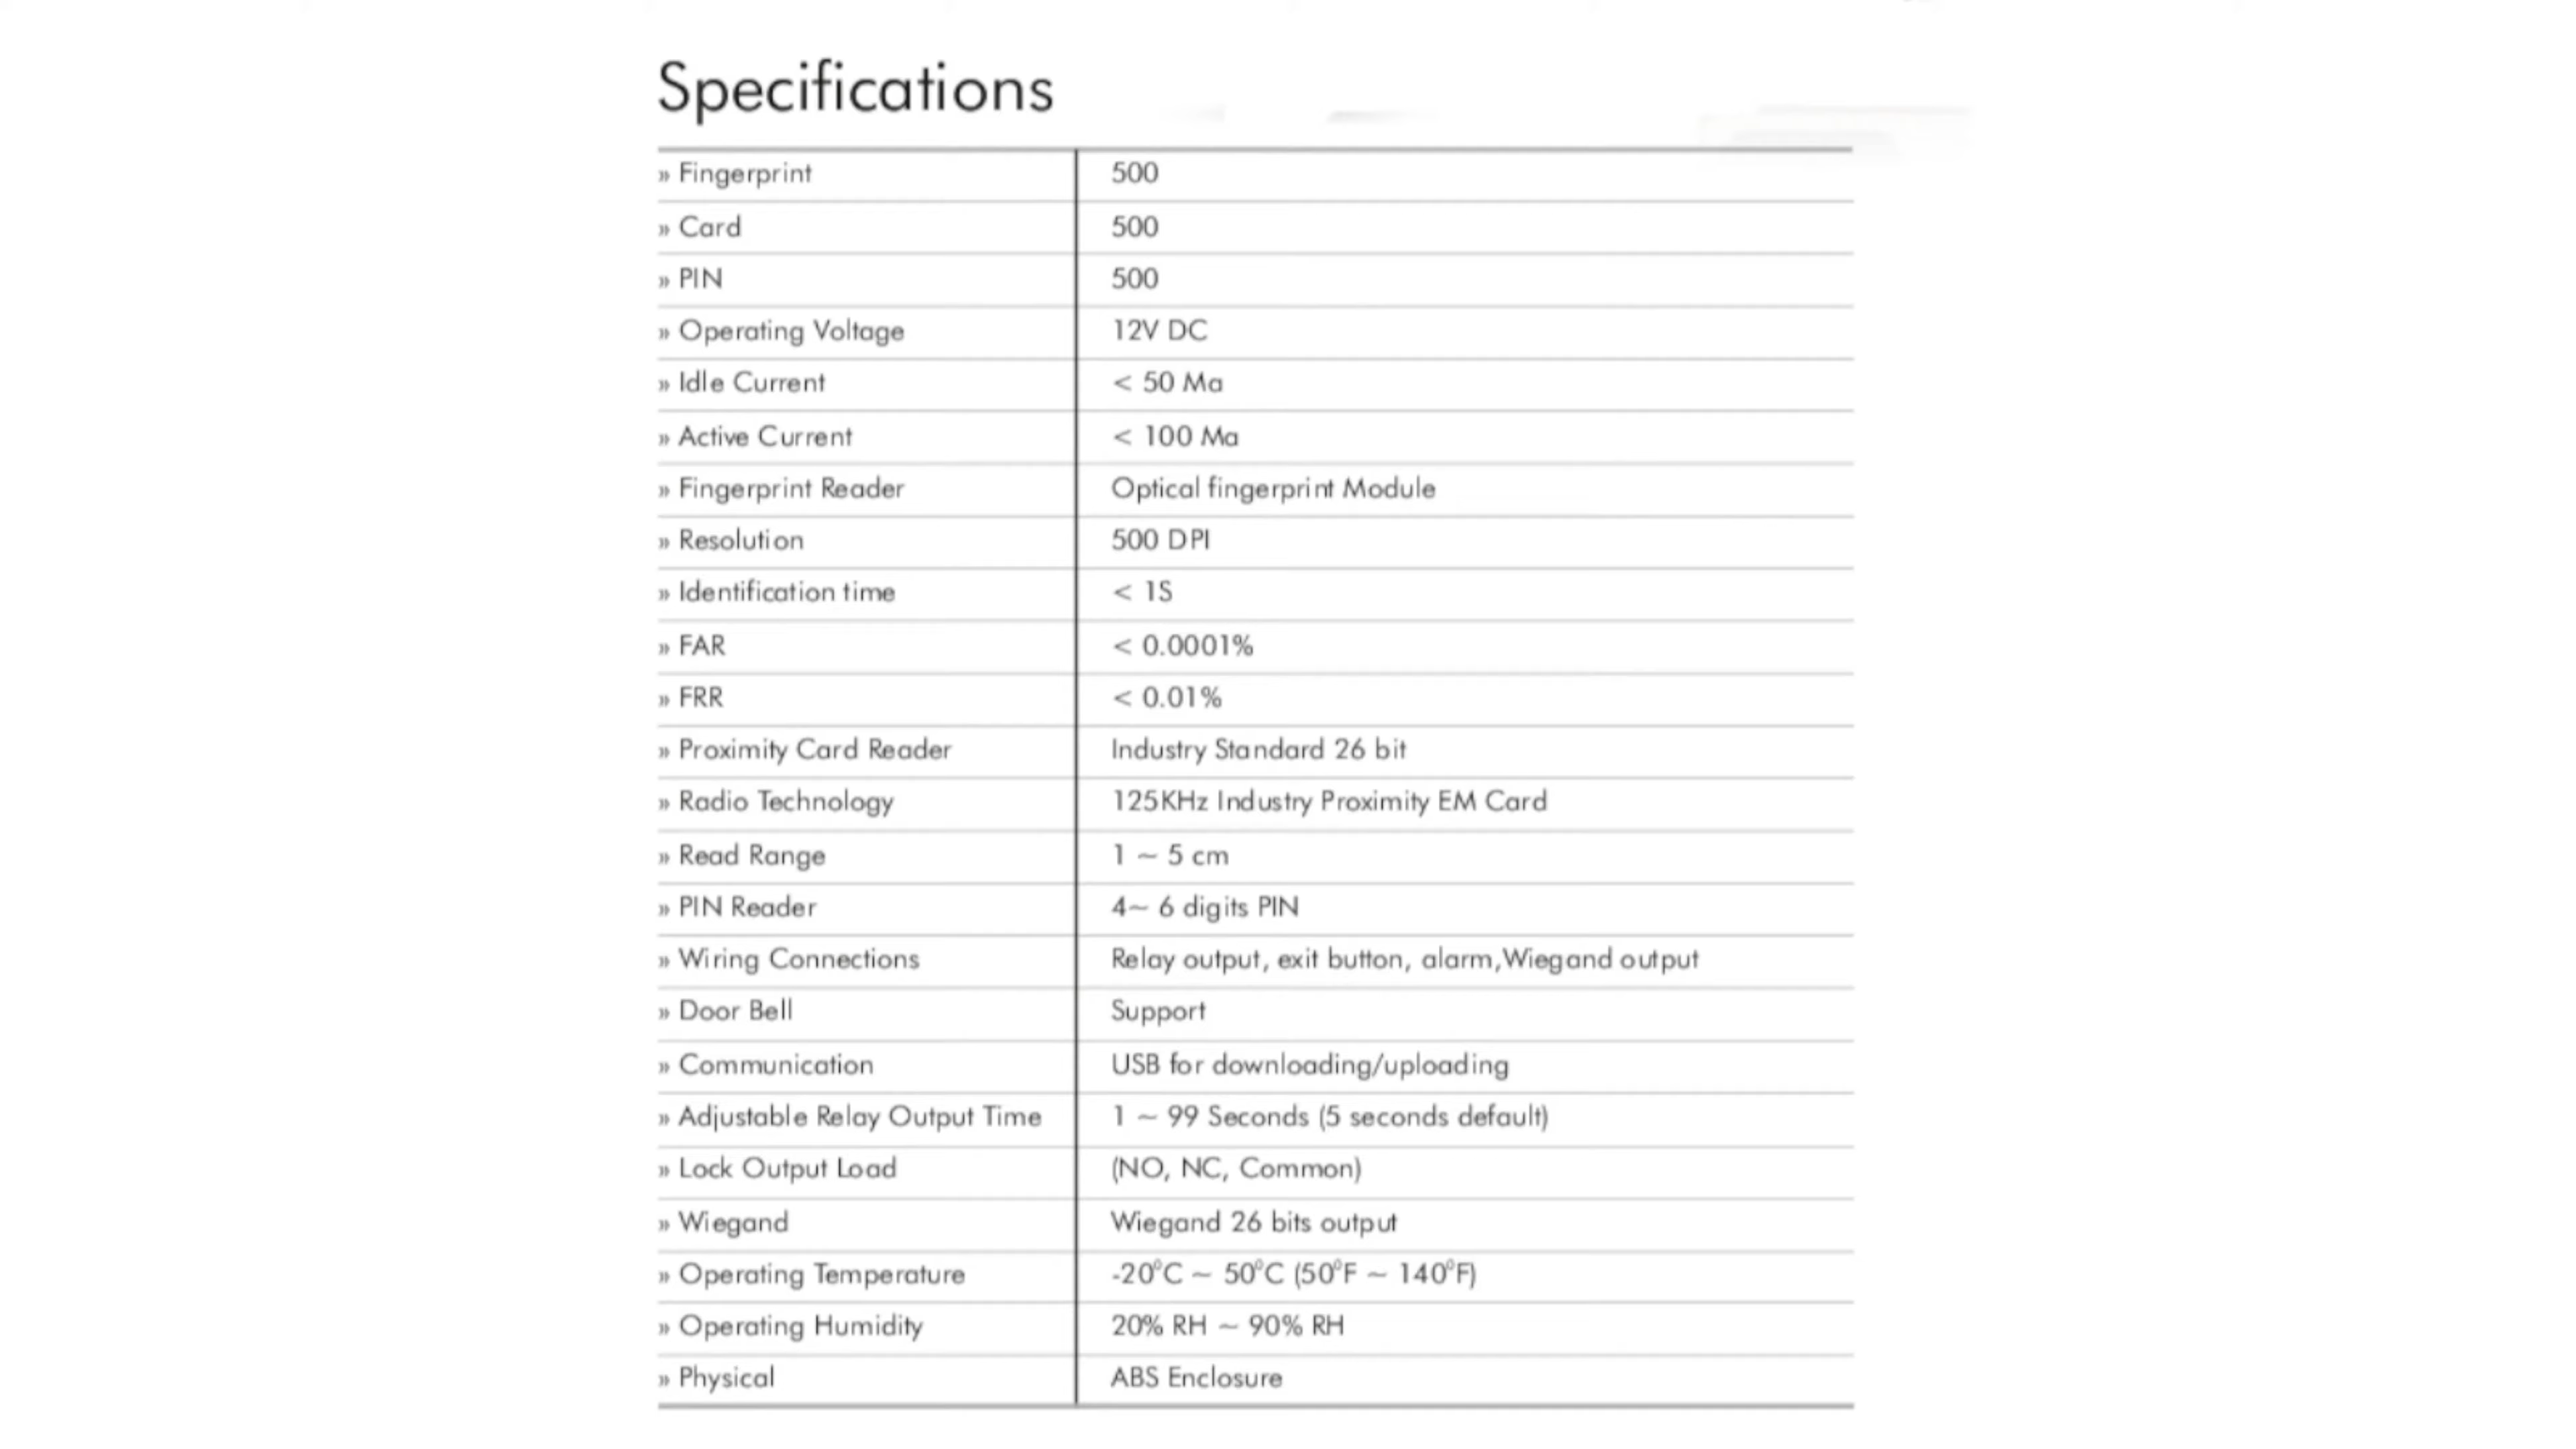 Specifications
» Fingerprint 500
» Card 500
» PIN 500
» Operating Voltage 12V DC
» Idle Current < 50 Ma
» Active Current < 100 Ma
» Fingerprint Reader Optical fingerprint Module
» Resolution 500 DPI
» Identification time < 1S
» FAR < 0.0001%
» FRR < 0.01%
» Proximity Card Reader Industry Standard 26 bit
» Radio Technology 125KHz Industry Proximity EM Card
» Read Range 1 ~ 5 cm
» PIN Reader 4~ 6 digits PIN
» Wiring Connections Relay output, exit button, alarm,Wiegand output
» Door Bell Support
» Communication USB for downloading/uploading
» Adjustable Relay Output Time 1 ~ 99 Seconds (5 seconds default)
» Lock Output Load (NO, NC, Common)
» Wiegand Wiegand 26 bits output
» Operating Temperature -20⁰C ~ 50⁰C (50⁰F ~ 140⁰F)
» Operating Humidity 20% RH ~ 90% RH
» Physical ABS Enclosure